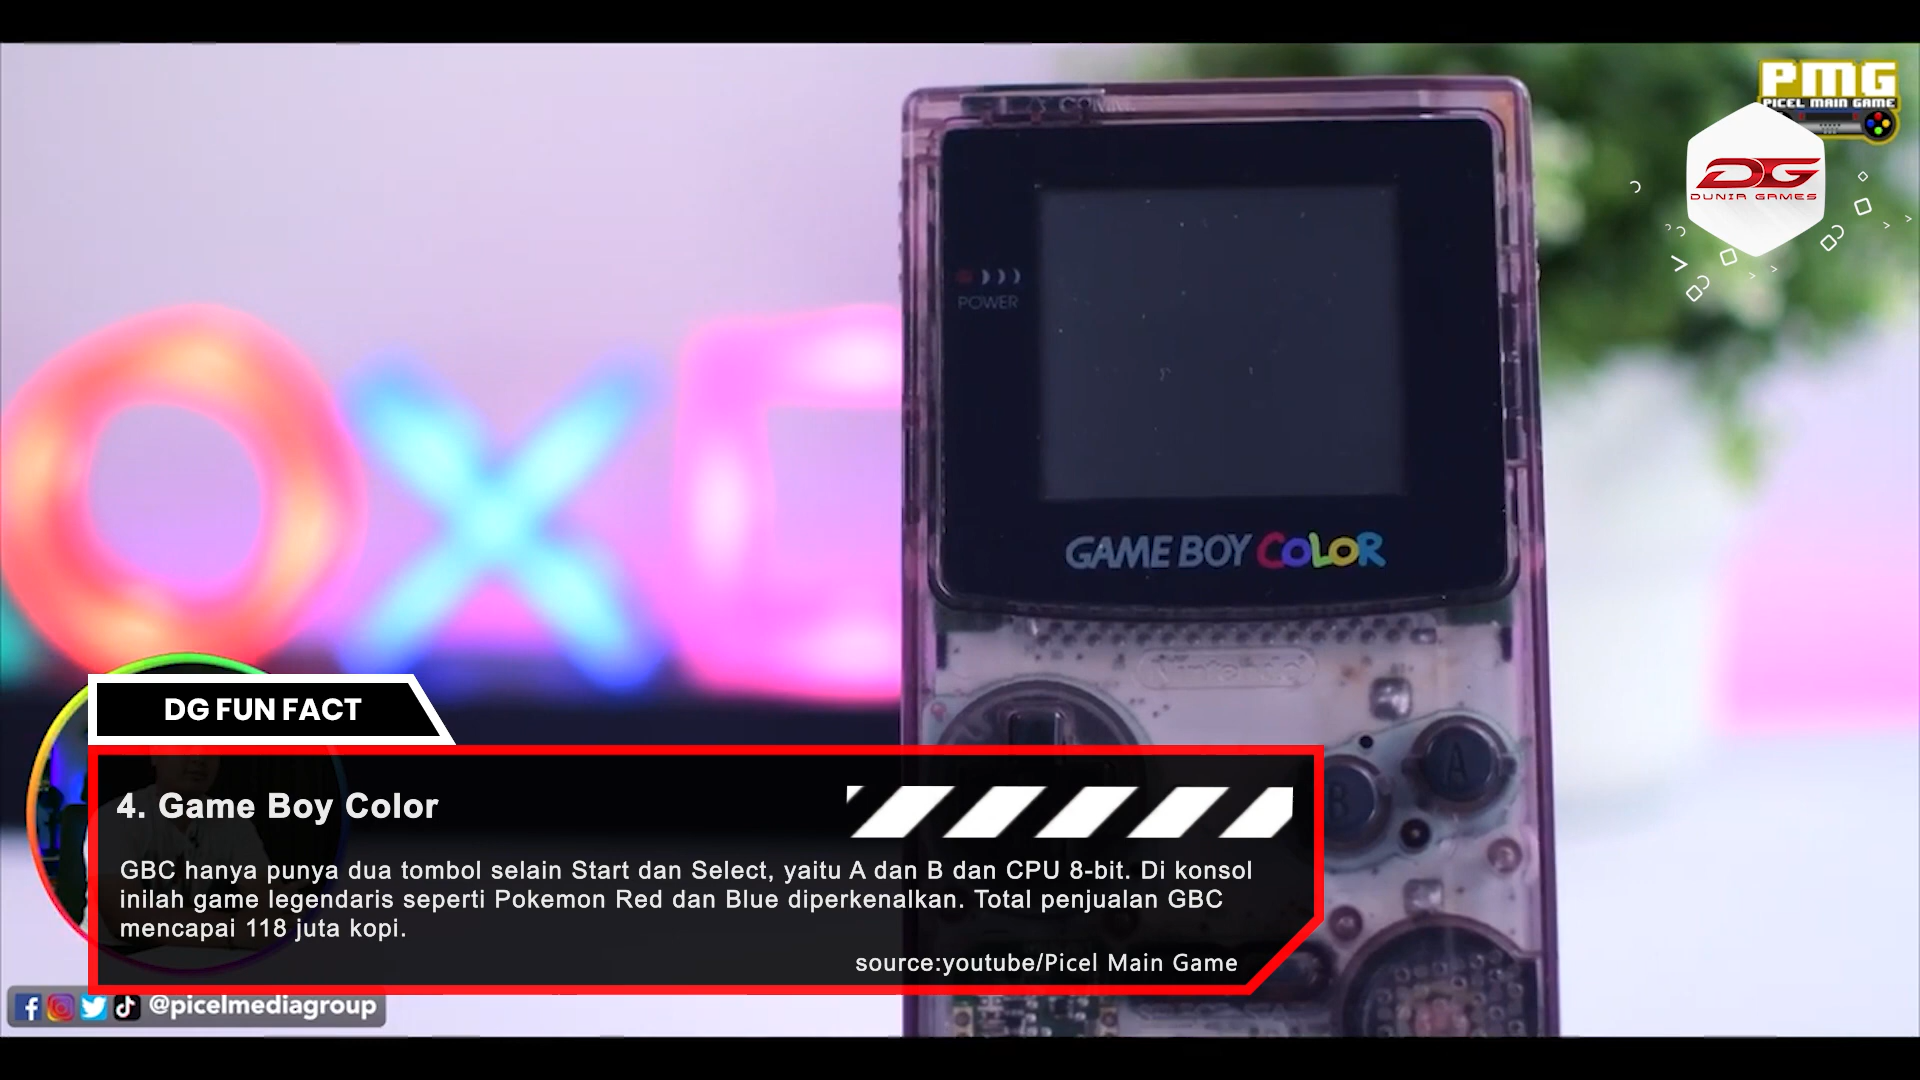 PMG
PICEL MAIN GAME
DG
DUNIA GAMES
POWER
GAME BOY COLOR
Nintendo
A
B
DG FUN FACT
4. Game Boy Color
GBC hanya punya dua tombol selain Start dan Select, yaitu A dan B dan CPU 8-bit. Di konsol
inilah game legendaris seperti Pokemon Red dan Blue diperkenalkan. Total penjualan GBC
mencapai 118 juta kopi.
source:youtube/Picel Main Game
@picelmediagroup